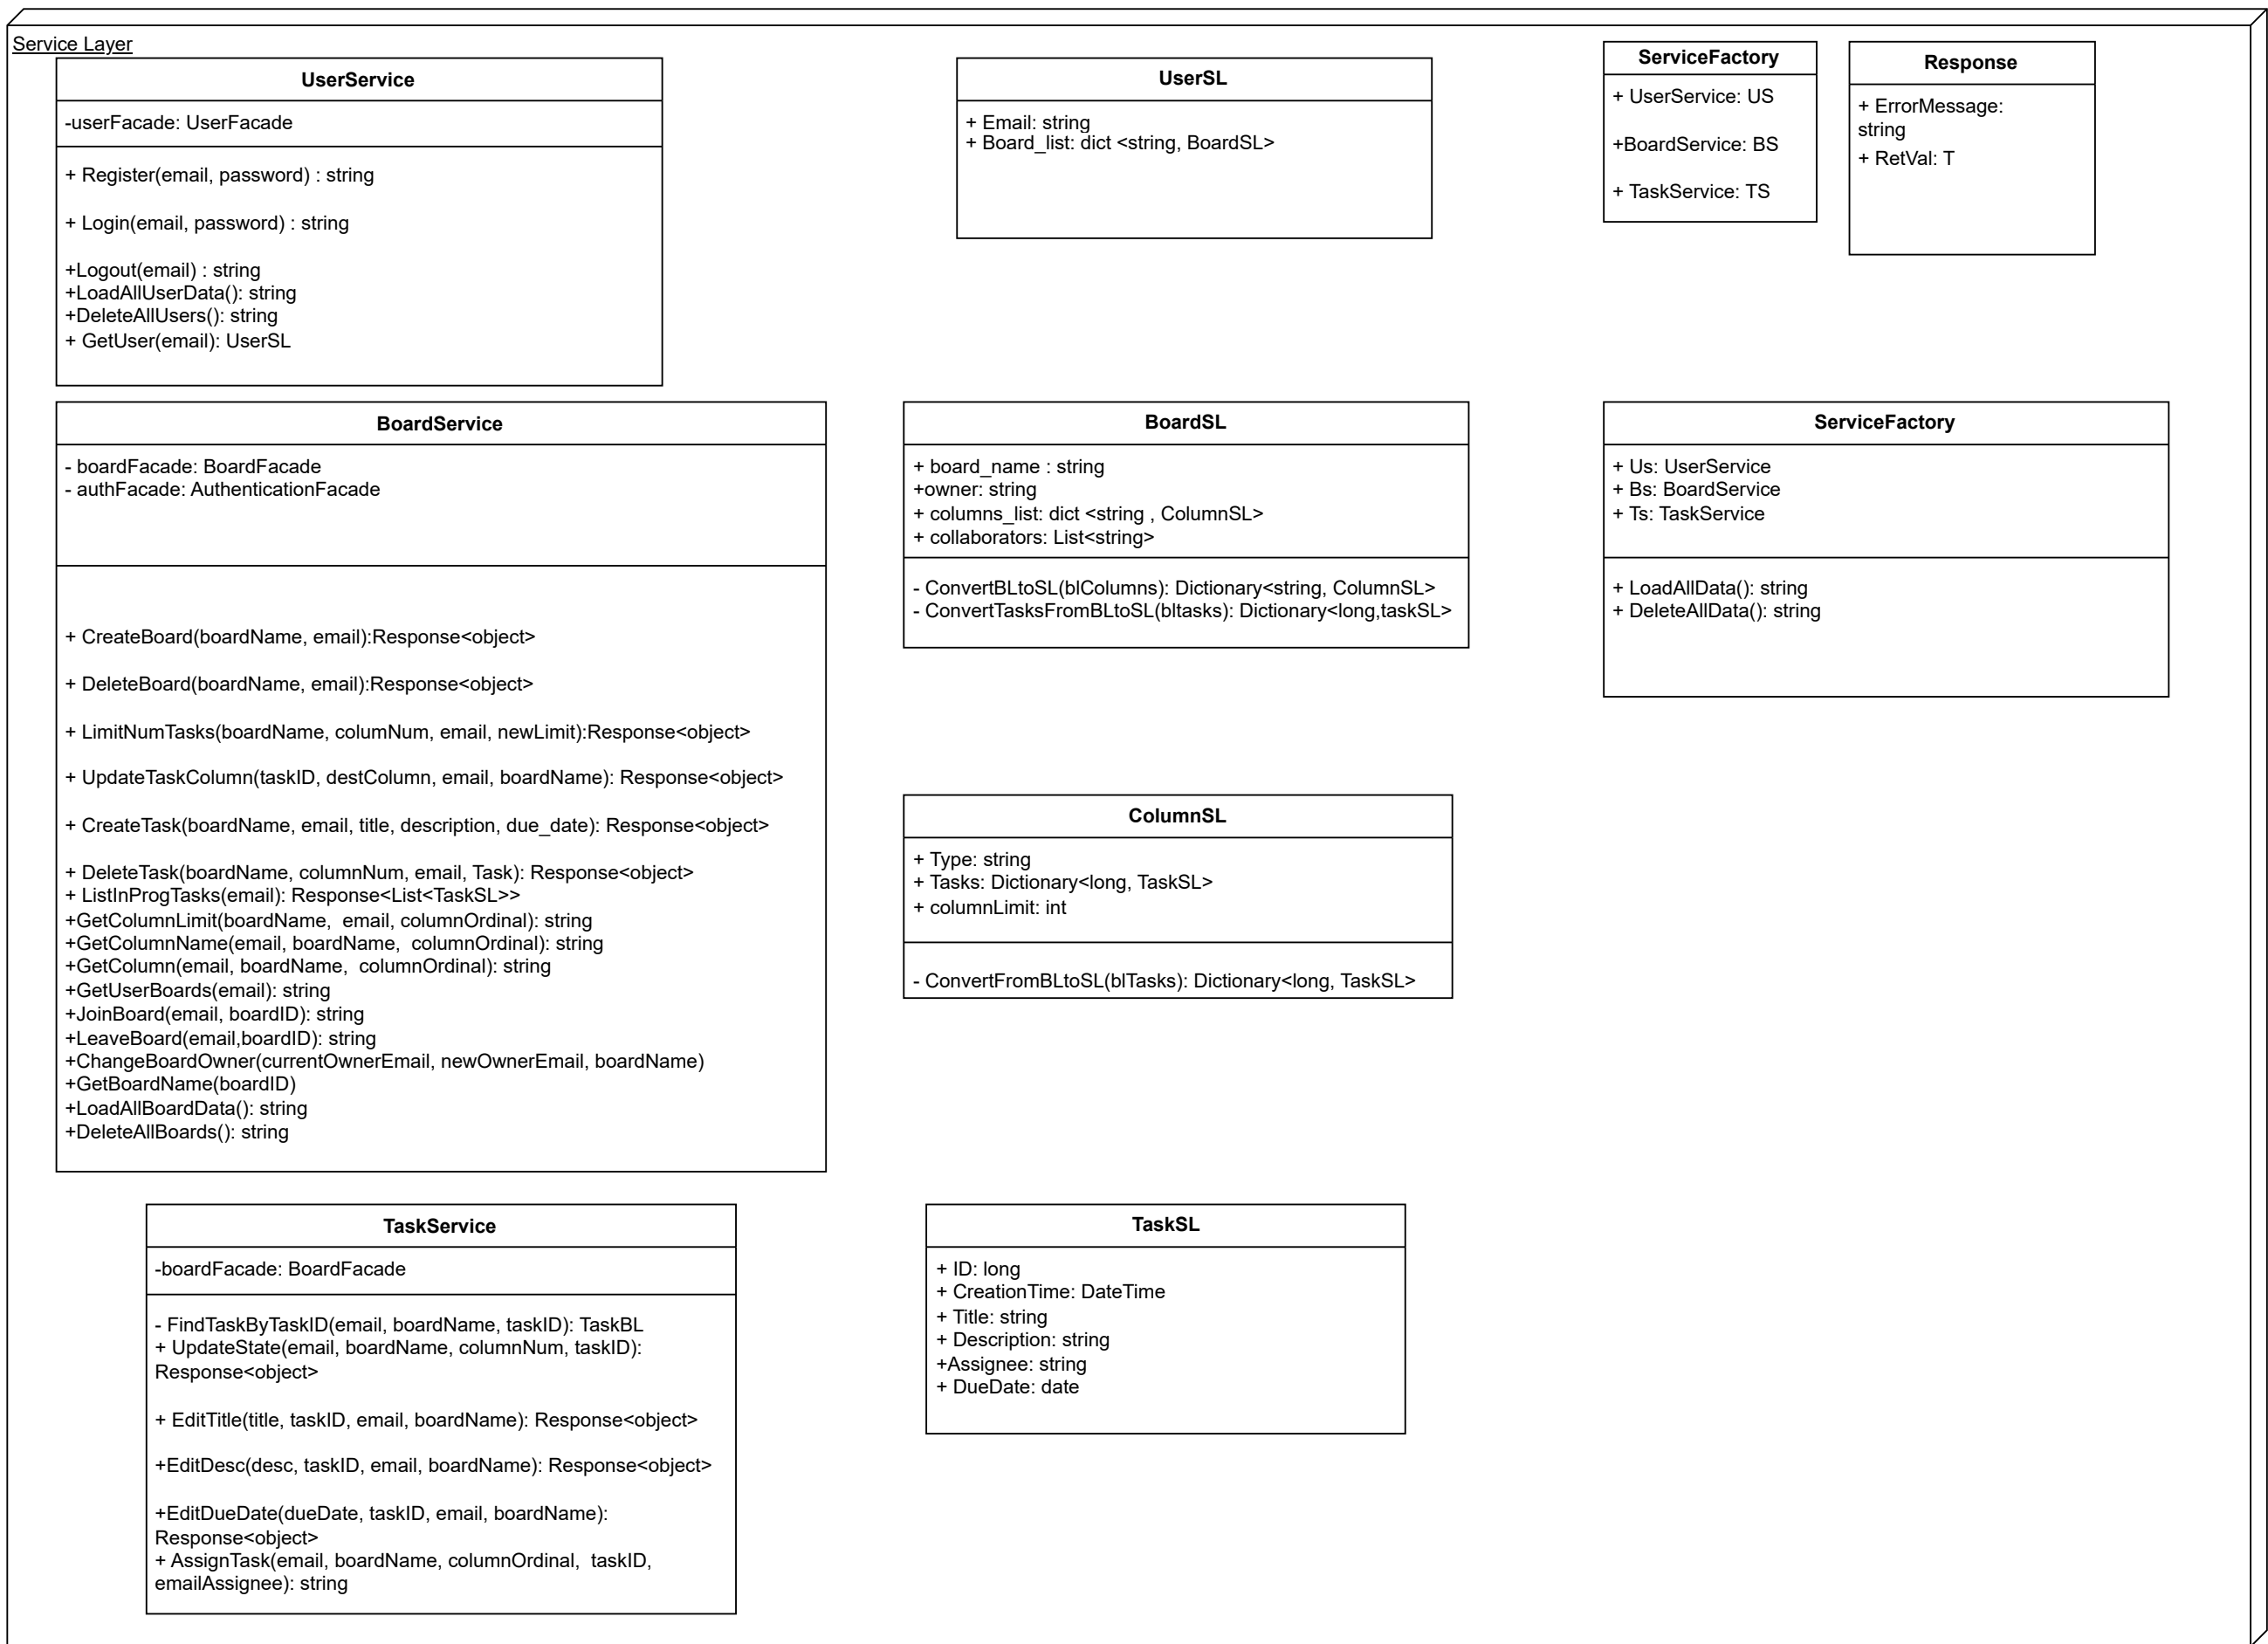 Service Layer
UserService
-userFacade: UserFacade
+ Register(email, password) : string
+ Login(email, password) : string
+Logout(email) : string
+LoadAllUserData(): string
+DeleteAllUsers(): string
+ GetUser(email): UserSL
UserSL
+ Email: string
+ Board_list: dict <string, BoardSL>
ServiceFactory
+ UserService: US
+BoardService: BS
+ TaskService: TS
Response
+ ErrorMessage:
string
+ RetVal: T
BoardService
- boardFacade: BoardFacade
- authFacade: AuthenticationFacade
+ CreateBoard(boardName, email):Response<object>
+ DeleteBoard(boardName, email):Response<object>
+ LimitNumTasks(boardName, columNum, email, newLimit):Response<object>
+ UpdateTaskColumn(taskID, destColumn, email, boardName): Response<object>
+ CreateTask(boardName, email, title, description, due_date): Response<object>
+ DeleteTask(boardName, columnNum, email, Task): Response<object>
+ ListInProgTasks(email): Response<List<TaskSL>>
+GetColumnLimit(boardName,  email, columnOrdinal): string
+GetColumnName(email, boardName,  columnOrdinal): string
+GetColumn(email, boardName,  columnOrdinal): string
+GetUserBoards(email): string
+JoinBoard(email, boardID): string
+LeaveBoard(email,boardID): string
+ChangeBoardOwner(currentOwnerEmail, newOwnerEmail, boardName)
+GetBoardName(boardID)
+LoadAllBoardData(): string
+DeleteAllBoards(): string
BoardSL
+ board_name : string
+owner: string
+ columns_list: dict <string , ColumnSL>
+ collaborators: List<string>
- ConvertBLtoSL(blColumns): Dictionary<string, ColumnSL>
- ConvertTasksFromBLtoSL(bltasks): Dictionary<long,taskSL>
ServiceFactory
+ Us: UserService
+ Bs: BoardService
+ Ts: TaskService
+ LoadAllData(): string
+ DeleteAllData(): string
ColumnSL
+ Type: string
+ Tasks: Dictionary<long, TaskSL>
+ columnLimit: int
- ConvertFromBLtoSL(blTasks): Dictionary<long, TaskSL>
TaskService
-boardFacade: BoardFacade
- FindTaskByTaskID(email, boardName, taskID): TaskBL
+ UpdateState(email, boardName, columnNum, taskID):
Response<object>
+ EditTitle(title, taskID, email, boardName): Response<object>
+EditDesc(desc, taskID, email, boardName): Response<object>
+EditDueDate(dueDate, taskID, email, boardName):
Response<object>
+ AssignTask(email, boardName, columnOrdinal,  taskID,
emailAssignee): string
TaskSL
+ ID: long
+ CreationTime: DateTime
+ Title: string
+ Description: string
+Assignee: string
+ DueDate: date